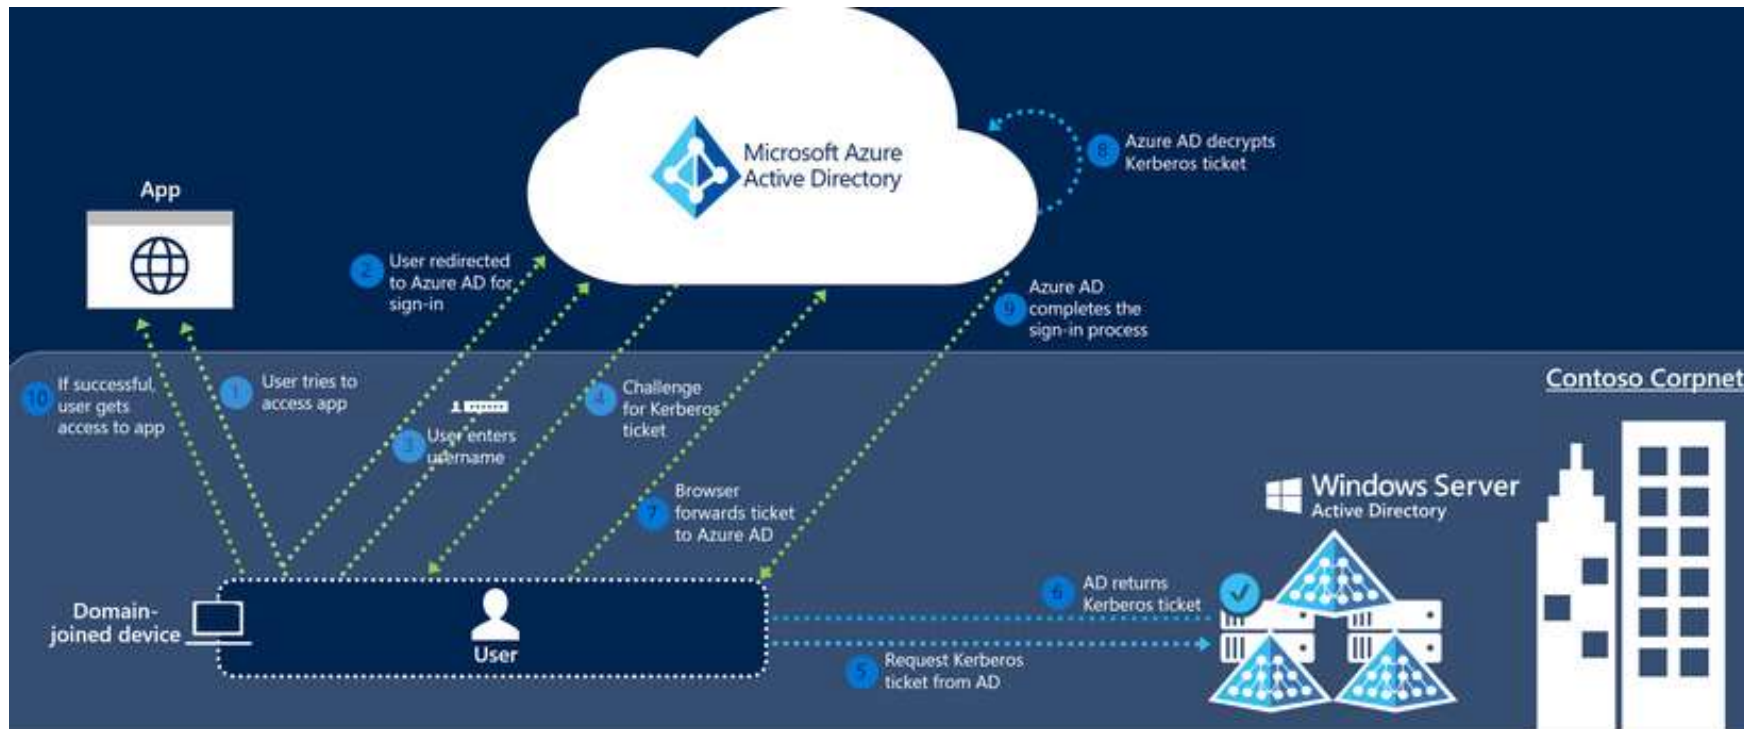 Microsoft Azure
Active Directory
8
Azure AD decrypts
Kerberos ticket
App
2
User redirected
to Azure AD for
sign-in
9
Azure AD
completes the
sign-in process
10
If successful,
user gets
access to app
1
User tries to
access app
3
User enters
username
4
Challenge
for Kerberos
ticket
Contoso Corpnet
7
Browser
forwards ticket
to Azure AD
Windows Server
Active Directory
Domain-
joined device
User
6
AD returns
Kerberos ticket
5
Request Kerberos
ticket from AD